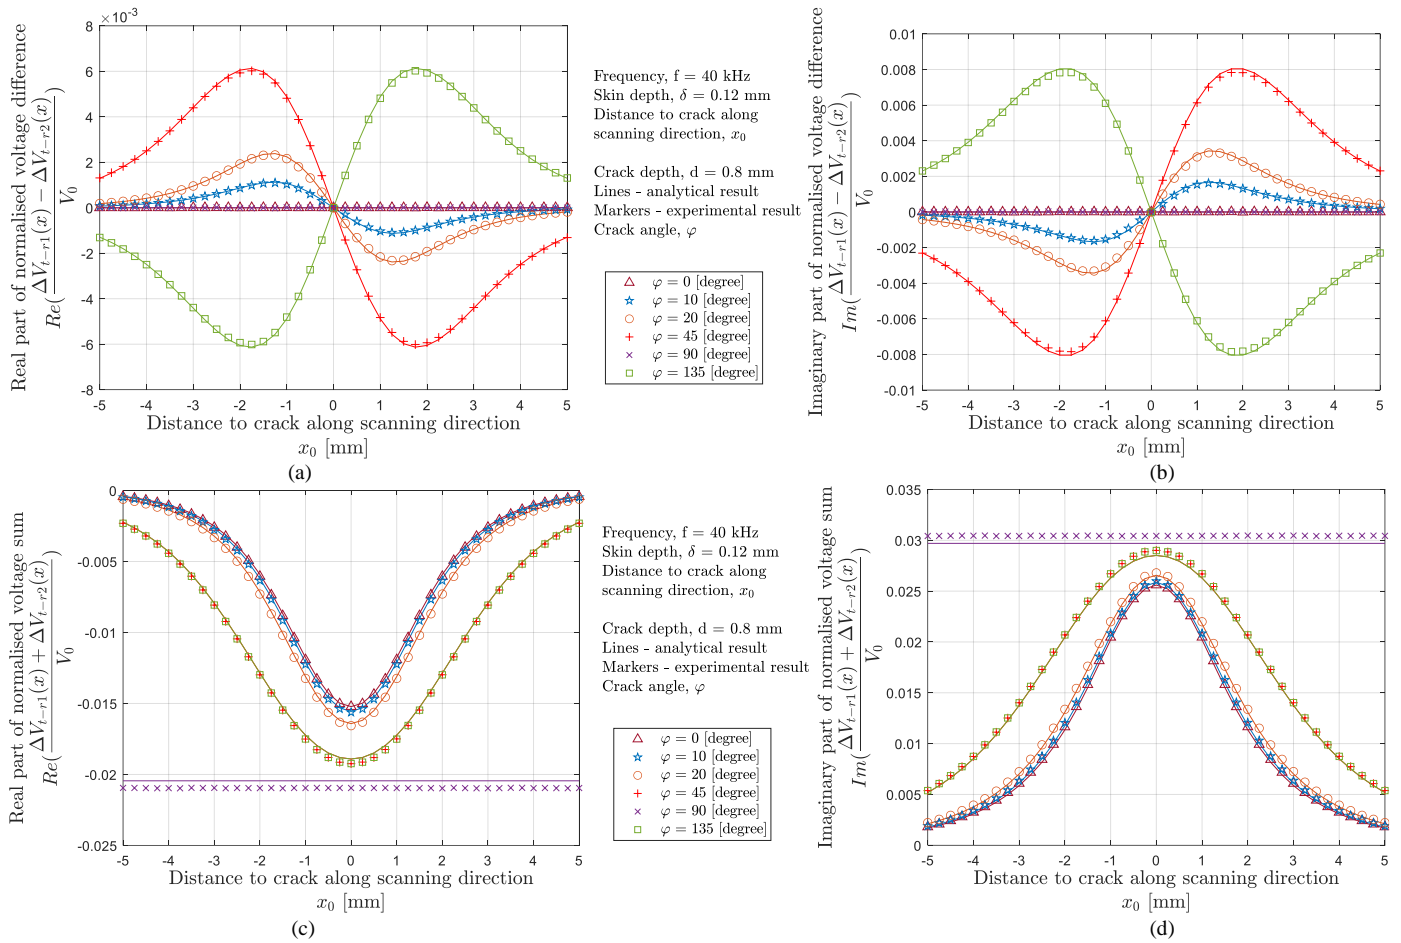 ×10⁻³
8
6
4
2
0
-2
-4
-6
-8
-5 -4 -3 -2 -1 0 1 2 3 4 5
Real part of normalised voltage difference
Re(ΔV_{t-r1}(x) − ΔV_{t-r2}(x) / V_0)
Distance to crack along scanning direction
x_0 [mm]
(a)
Frequency, f = 40 kHz
Skin depth, δ = 0.12 mm
Distance to crack along
scanning direction, x_0
Crack depth, d = 0.8 mm
Lines - analytical result
Markers - experimental result
Crack angle, φ
φ = 0 [degree]
φ = 10 [degree]
φ = 20 [degree]
φ = 45 [degree]
φ = 90 [degree]
φ = 135 [degree]
0.01
0.008
0.006
0.004
0.002
0
-0.002
-0.004
-0.006
-0.008
-0.01
-5 -4 -3 -2 -1 0 1 2 3 4 5
Imaginary part of normalised voltage difference
Im(ΔV_{t-r1}(x) − ΔV_{t-r2}(x) / V_0)
Distance to crack along scanning direction
x_0 [mm]
(b)
0
-0.005
-0.01
-0.015
-0.02
-0.025
-5 -4 -3 -2 -1 0 1 2 3 4 5
Real part of normalised voltage sum
Re(ΔV_{t-r1}(x) + ΔV_{t-r2}(x) / V_0)
Distance to crack along scanning direction
x_0 [mm]
(c)
Frequency, f = 40 kHz
Skin depth, δ = 0.12 mm
Distance to crack along
scanning direction, x_0
Crack depth, d = 0.8 mm
Lines - analytical result
Markers - experimental result
Crack angle, φ
φ = 0 [degree]
φ = 10 [degree]
φ = 20 [degree]
φ = 45 [degree]
φ = 90 [degree]
φ = 135 [degree]
0.035
0.03
0.025
0.02
0.015
0.01
0.005
0
-5 -4 -3 -2 -1 0 1 2 3 4 5
Imaginary part of normalised voltage sum
Im(ΔV_{t-r1}(x) + ΔV_{t-r2}(x) / V_0)
Distance to crack along scanning direction
x_0 [mm]
(d)